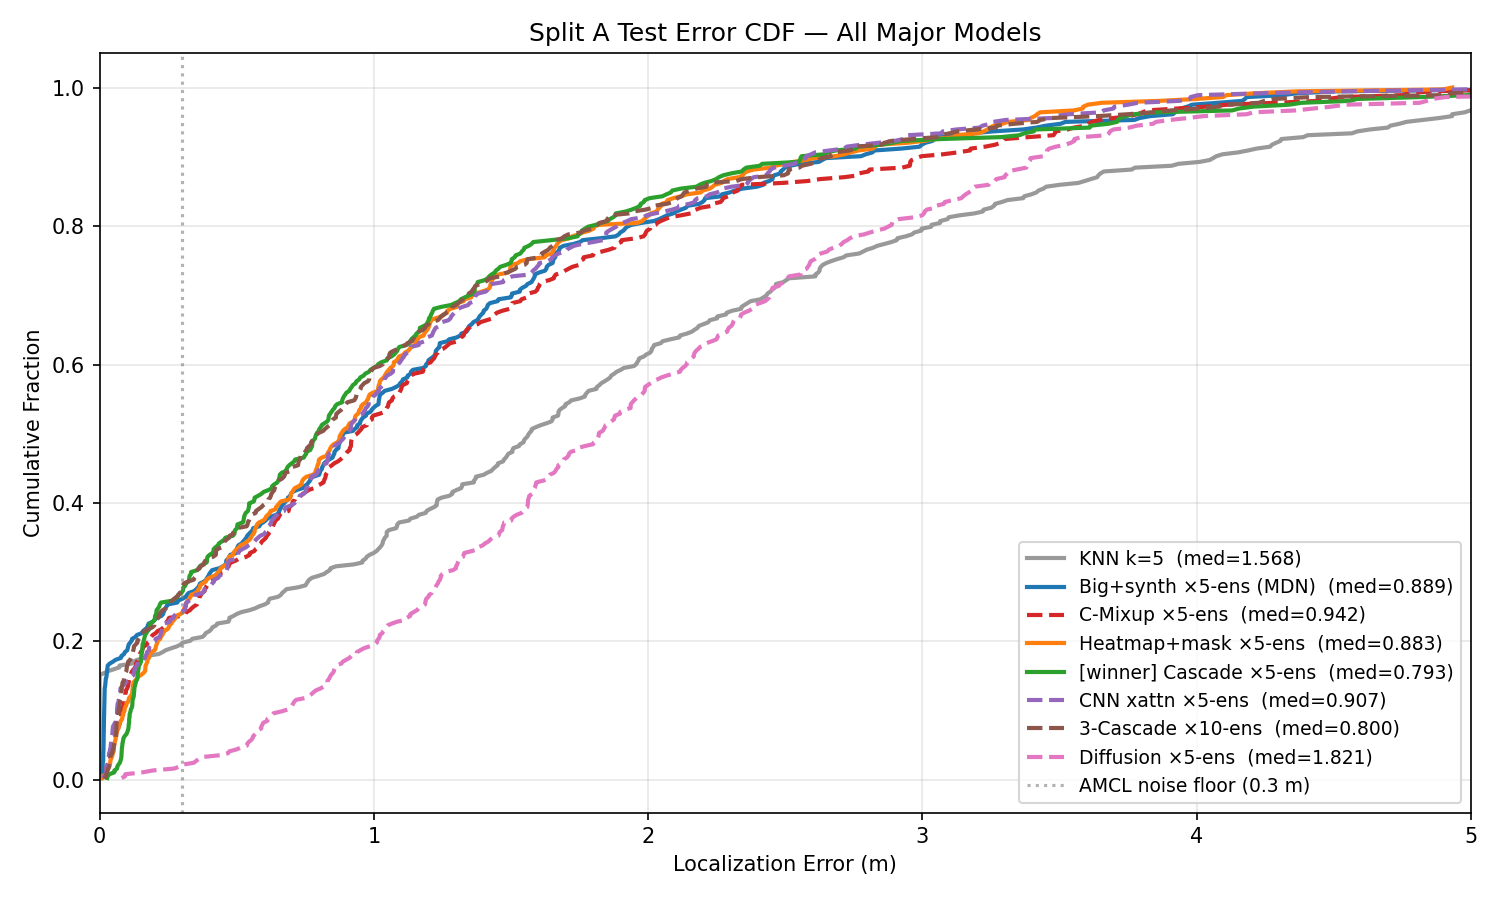 Split A Test Error CDF — All Major Models
Cumulative Fraction
1.0
0.8
0.6
0.4
0.2
0.0
0
1
2
3
4
5
Localization Error (m)
KNN k=5 (med=1.568)
Big+synth ×5-ens (MDN) (med=0.889)
C-Mixup ×5-ens (med=0.942)
Heatmap+mask ×5-ens (med=0.883)
[winner] Cascade ×5-ens (med=0.793)
CNN xattn ×5-ens (med=0.907)
3-Cascade ×10-ens (med=0.800)
Diffusion ×5-ens (med=1.821)
AMCL noise floor (0.3 m)